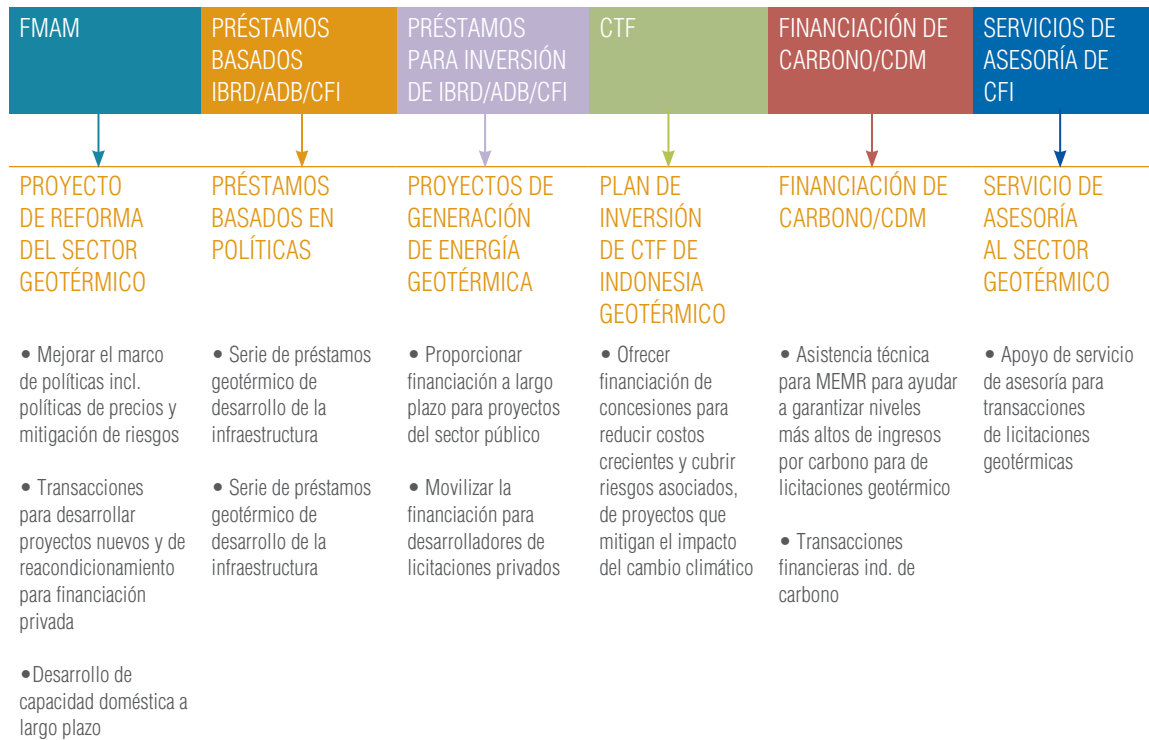 FMAM
PRÉSTAMOS
BASADOS
IBRD/ADB/CFI
PRÉSTAMOS
PARA INVERSIÓN
DE IBRD/ADB/CFI
CTF
FINANCIACIÓN DE
CARBONO/CDM
SERVICIOS DE
ASESORÍA DE
CFI
PROYECTO
DE REFORMA
DEL SECTOR
GEOTÉRMICO
PRÉSTAMOS
BASADOS EN
POLÍTICAS
PROYECTOS DE
GENERACIÓN
DE ENERGÍA
GEOTÉRMICA
PLAN DE
INVERSIÓN
DE CTF DE
INDONESIA
GEOTÉRMICO
FINANCIACIÓN DE
CARBONO/CDM
SERVICIO DE
ASESORÍA
AL SECTOR
GEOTÉRMICO
• Mejorar el marco
de políticas incl.
políticas de precios y
mitigación de riesgos
• Transacciones
para desarrollar
proyectos nuevos y de
reacondicionamiento
para financiación
privada
•Desarrollo de
capacidad doméstica a
largo plazo
• Serie de préstamos
geotérmico de
desarrollo de la
infraestructura
• Serie de préstamos
geotérmico de
desarrollo de la
infraestructura
• Proporcionar
financiación a largo
plazo para proyectos
del sector público
• Movilizar la
financiación para
desarrolladores de
licitaciones privados
• Ofrecer
financiación de
concesiones para
reducir costos
crecientes y cubrir
riesgos asociados,
de proyectos que
mitigan el impacto
del cambio climático
• Asistencia técnica
para MEMR para ayudar
a garantizar niveles
más altos de ingresos
por carbono para de
licitaciones geotérmico
• Transacciones
financieras ind. de
carbono
• Apoyo de servicio
de asesoría para
transacciones
de licitaciones
geotérmicas